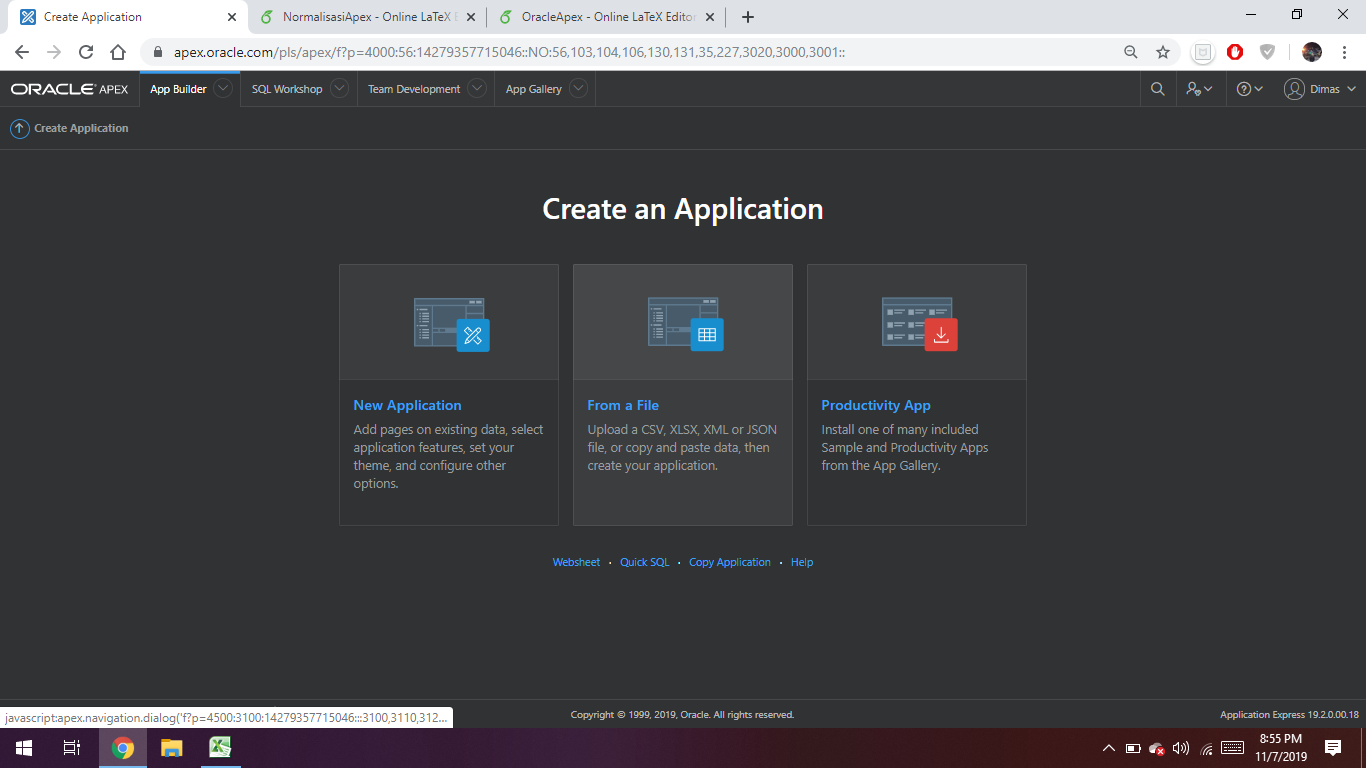 Create Application
NormalisasiApex - Online LaTeX E
OracleApex - Online LaTeX Editor
apex.oracle.com/pls/apex/f?p=4000:56:14279357715046::NO:56,103,104,106,130,131,35,227,3020,3000,3001::
ORACLE APEX
App Builder
SQL Workshop
Team Development
App Gallery
Dimas
Create Application
Create an Application
New Application
Add pages on existing data, select
application features, set your
theme, and configure other
options.
From a File
Upload a CSV, XLSX, XML or JSON
file, or copy and paste data, then
create your application.
Productivity App
Install one of many included
Sample and Productivity Apps
from the App Gallery.
Websheet • Quick SQL • Copy Application • Help
javascript:apex.navigation.dialog('f?p=4500:3100:14279357715046:::3100,3110,312...
Copyright © 1999, 2019, Oracle. All rights reserved.
Application Express 19.2.0.00.18
8:55 PM
11/7/2019